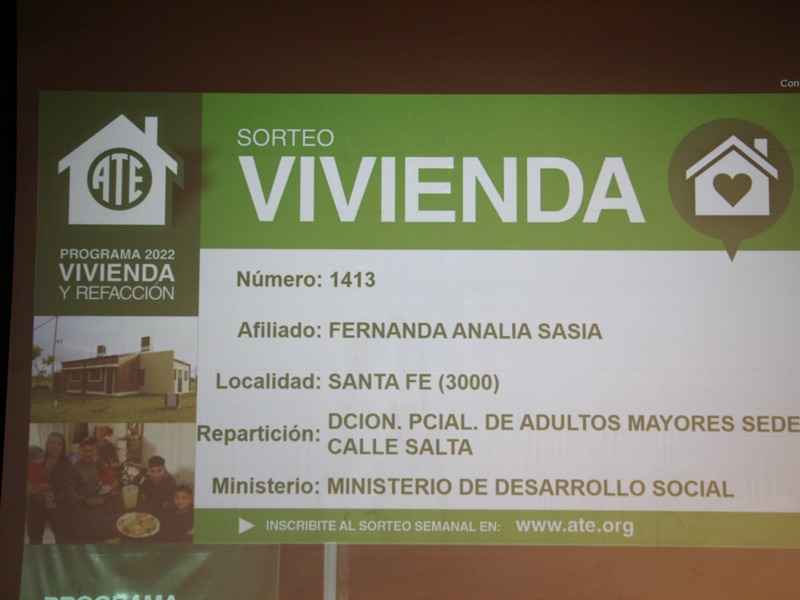 Con
ATE
PROGRAMA 2022
VIVIENDA
Y REFACCIÓN
SORTEO
VIVIENDA
Número: 1413
Afiliado: FERNANDA ANALIA SASIA
Localidad: SANTA FE (3000)
Repartición: DCION. PCIAL. DE ADULTOS MAYORES SEDE
CALLE SALTA
Ministerio: MINISTERIO DE DESARROLLO SOCIAL
INSCRIBITE AL SORTEO SEMANAL EN: www.ate.org
PROGRAMA